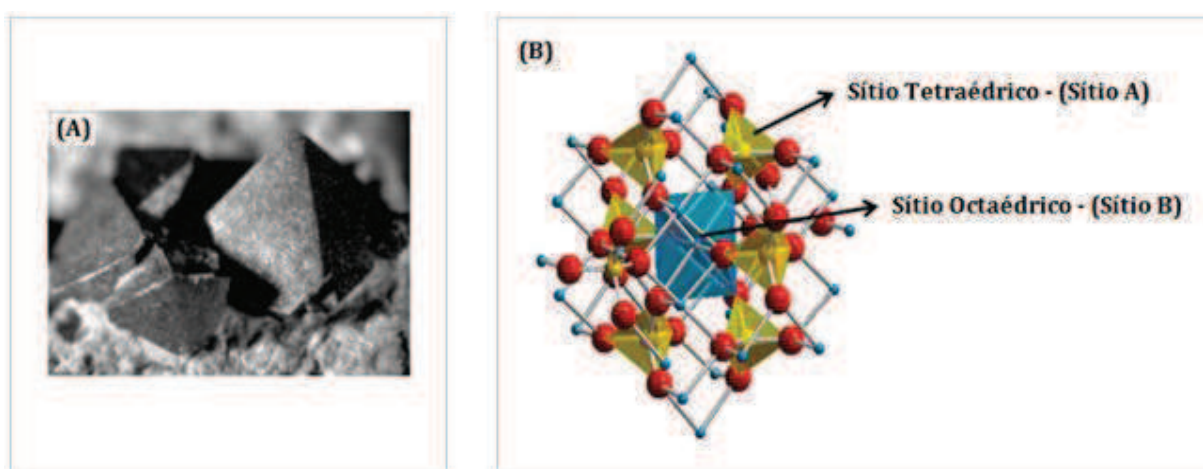 (A)
(B)
Sítio Tetraédrico - (Sítio A)
Sítio Octaédrico - (Sítio B)